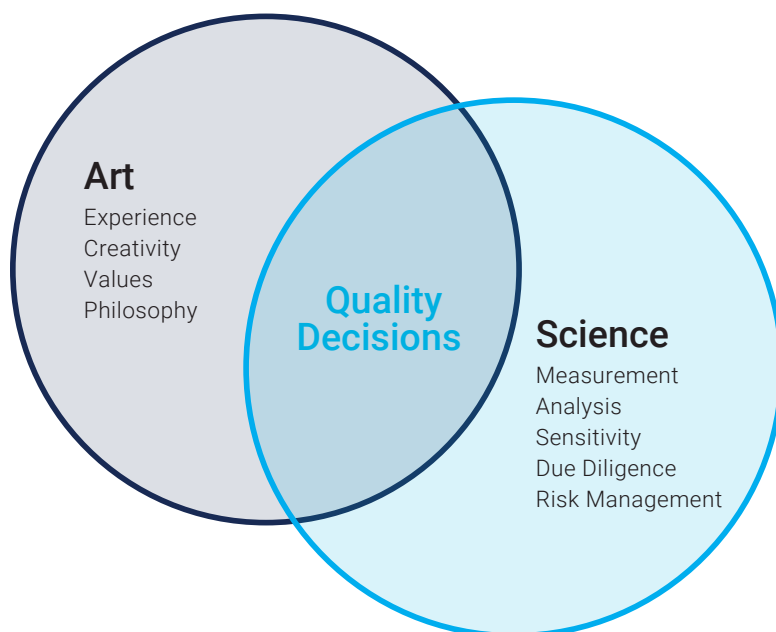 Art
Experience
Creativity
Values
Philosophy
Quality
Decisions
Science
Measurement
Analysis
Sensitivity
Due Diligence
Risk Management